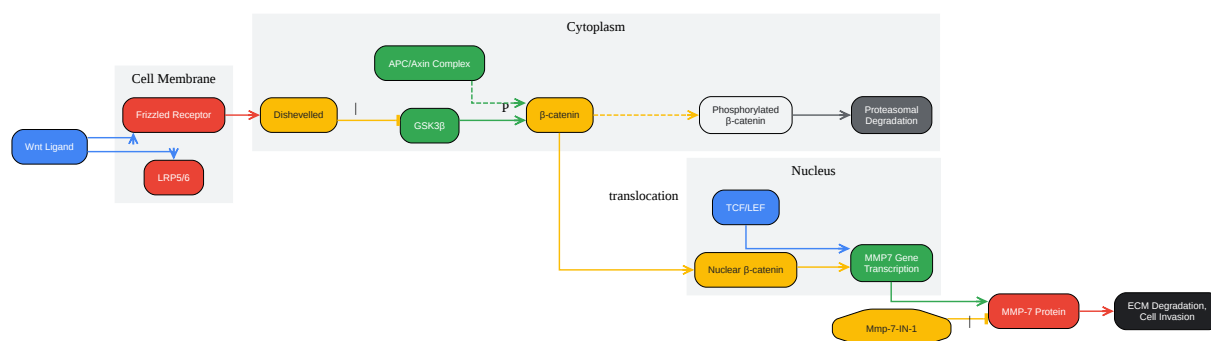 Cytoplasm
APC/Axin Complex
Cell Membrane
Frizzled Receptor
Dishevelled
|
GSK3β
P
β-catenin
Phosphorylated
β-catenin
Proteasomal
Degradation
Wnt Ligand
LRP5/6
Nucleus
translocation
TCF/LEF
Nuclear β-catenin
MMP7 Gene
Transcription
Mmp-7-IN-1
|
MMP-7 Protein
ECM Degradation,
Cell Invasion